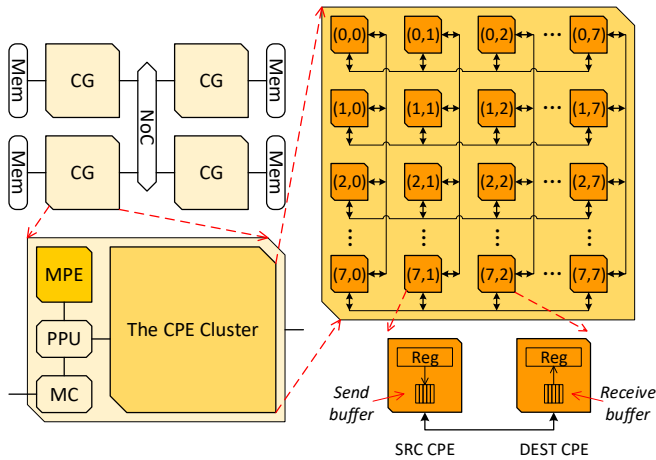 Mem
CG
CG
Mem
NoC
Mem
CG
CG
Mem
MPE
PPU
MC
The CPE Cluster
(0,0) (0,1) (0,2) ··· (0,7)
(1,0) (1,1) (1,2) ··· (1,7)
(2,0) (2,1) (2,2) ··· (2,7)
⋮ ⋮ ⋮ ⋮
(7,0) (7,1) (7,2) ··· (7,7)
Reg
Send
buffer
SRC CPE
Reg
Receive
buffer
DEST CPE